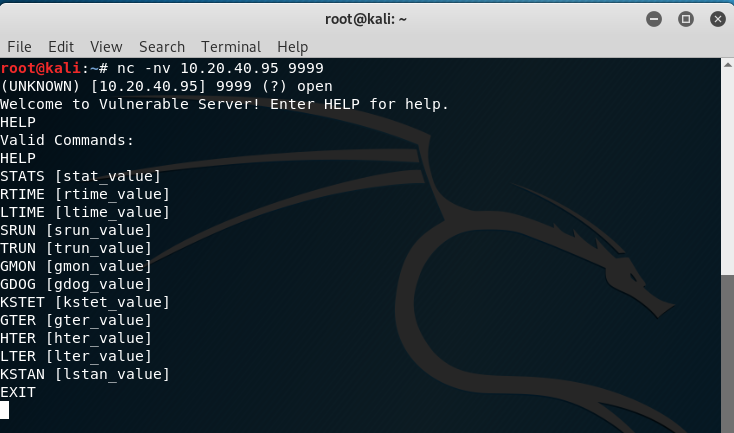 root@kali: ~
File Edit View Search Terminal Help
root@kali:~# nc -nv 10.20.40.95 9999
(UNKNOWN) [10.20.40.95] 9999 (?) open
Welcome to Vulnerable Server! Enter HELP for help.
HELP
Valid Commands:
HELP
STATS [stat_value]
RTIME [rtime_value]
LTIME [ltime_value]
SRUN [srun_value]
TRUN [trun_value]
GMON [gmon_value]
GDOG [gdog_value]
KSTET [kstet_value]
GTER [gter_value]
HTER [hter_value]
LTER [lter_value]
KSTAN [lstan_value]
EXIT